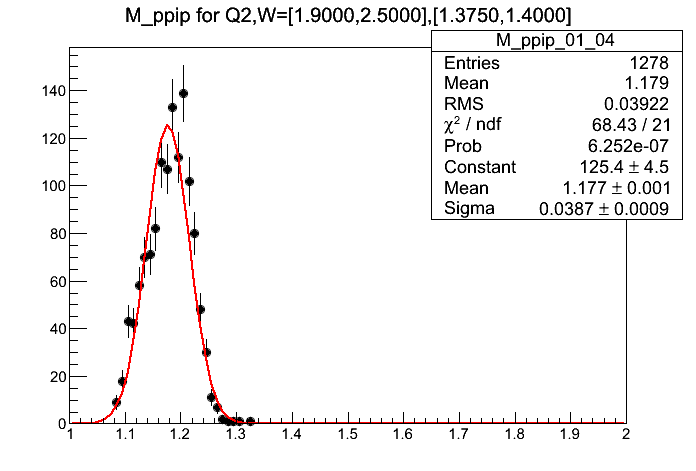 M_ppip for Q2,W=[1.9000,2.5000],[1.3750,1.4000]
M_ppip_01_04
Entries 1278
Mean 1.179
RMS 0.03922
χ² / ndf 68.43 / 21
Prob 6.252e-07
Constant 125.4 ± 4.5
Mean 1.177 ± 0.001
Sigma 0.0387 ± 0.0009
140
120
100
80
60
40
20
0
1 1.1 1.2 1.3 1.4 1.5 1.6 1.7 1.8 1.9 2